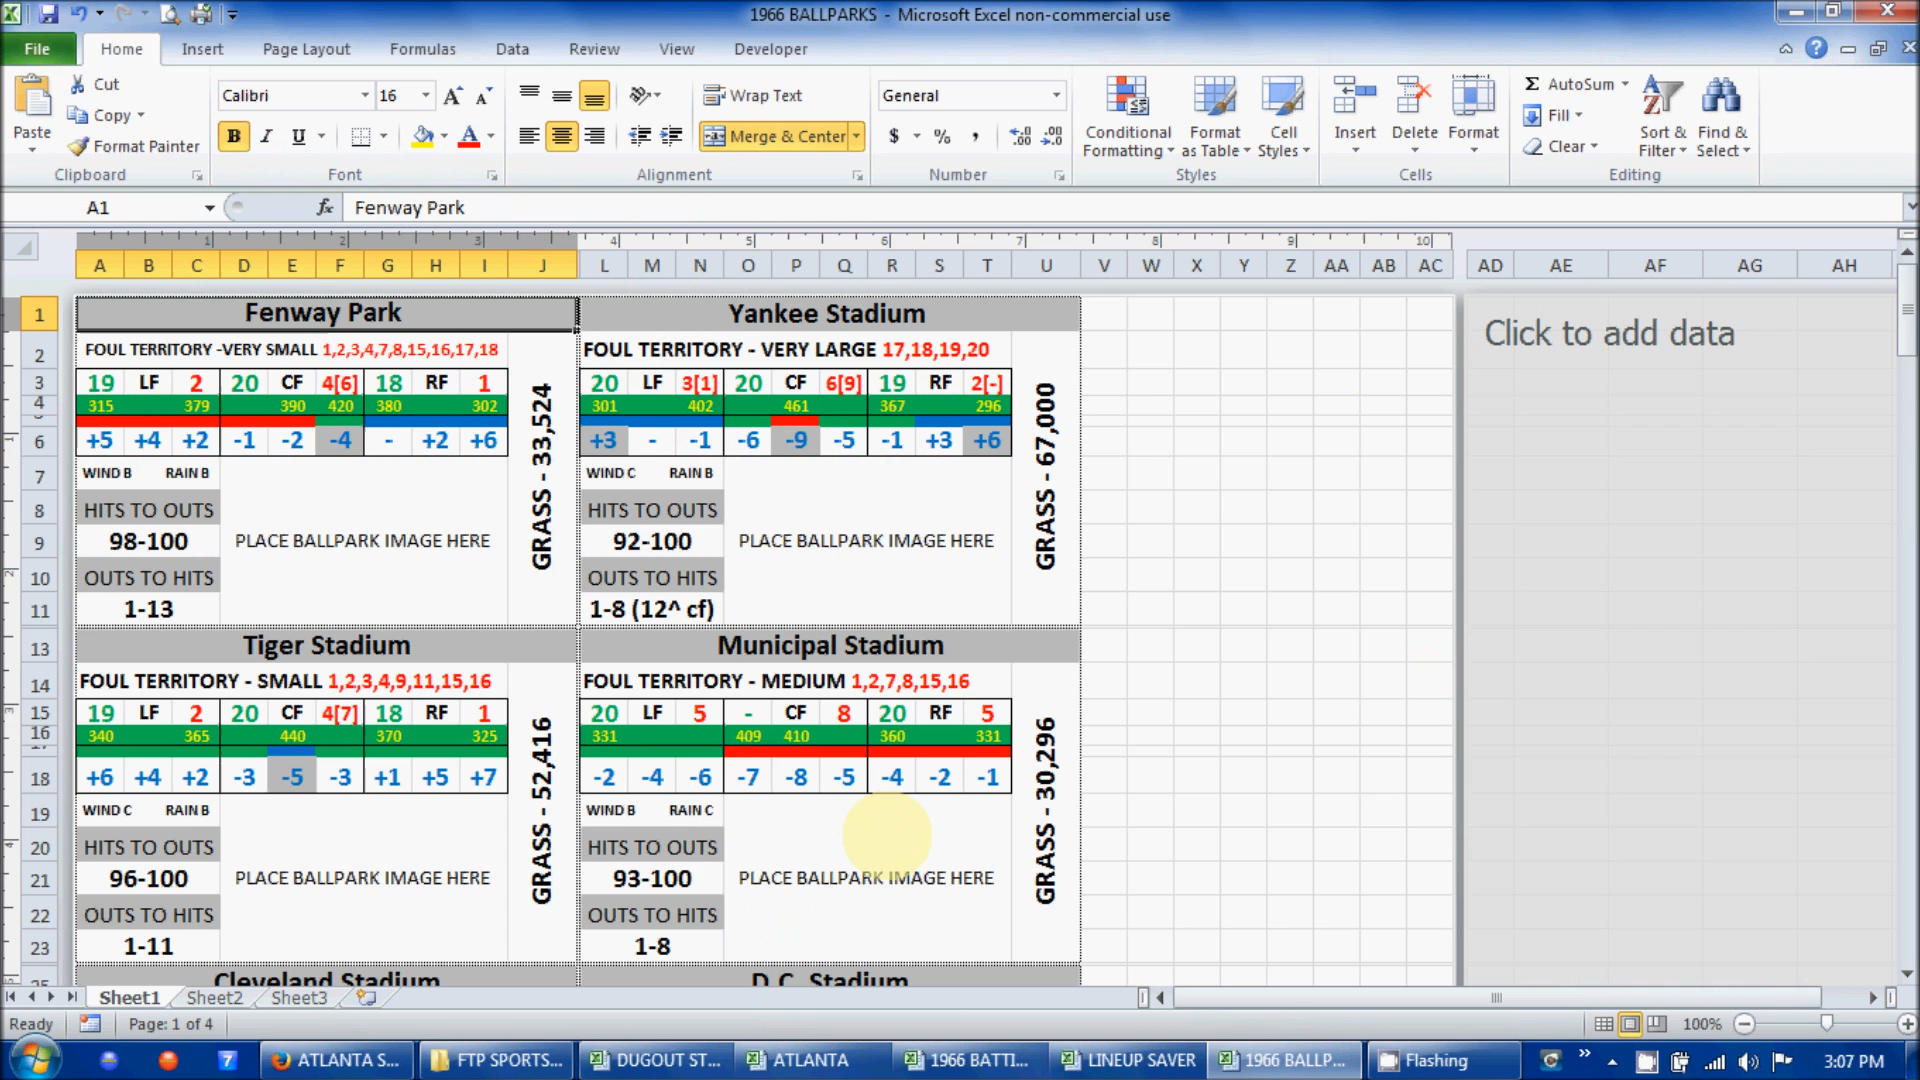 1966 BALLPARKS - Microsoft Excel non-commercial use
File Home Insert Page Layout Formulas Data Review View Developer
Paste
Cut
Copy
Format Painter
Clipboard
Calibri 16
B I U
Font
Wrap Text
Merge & Center
Alignment
General
$ % ,
Number
Conditional Formatting
Format as Table
Cell Styles
Styles
Insert Delete Format
Cells
Σ AutoSum
Fill
Clear
Sort & Filter
Find & Select
Editing
A1 fx Fenway Park
1 2 3 4 5 6 7 8 9 10
A B C D E F G H I J L M N O P Q R S T U V W X Y Z AA AB AC AD AE AF AG AH
1 Fenway Park
2 FOUL TERRITORY -VERY SMALL 1,2,3,4,7,8,15,16,17,18
3 19 LF 2 20 CF 4[6] 18 RF 1
4 315 379 390 420 380 302
6 +5 +4 +2 -1 -2 -4 - +2 +6
7 WIND B RAIN B
8 HITS TO OUTS
9 98-100 PLACE BALLPARK IMAGE HERE
10 OUTS TO HITS
11 1-13
GRASS - 33,524
Yankee Stadium
FOUL TERRITORY - VERY LARGE 17,18,19,20
20 LF 3[1] 20 CF 6[9] 19 RF 2[-]
301 402 461 367 296
+3 - -1 -6 -9 -5 -1 +3 +6
WIND C RAIN B
HITS TO OUTS
92-100 PLACE BALLPARK IMAGE HERE
OUTS TO HITS
1-8 (12^ cf)
GRASS - 67,000
Click to add data
13 Tiger Stadium
14 FOUL TERRITORY - SMALL 1,2,3,4,9,11,15,16
15 19 LF 2 20 CF 4[7] 18 RF 1
16 340 365 440 370 325
18 +6 +4 +2 -3 -5 -3 +1 +5 +7
19 WIND C RAIN B
20 HITS TO OUTS
21 96-100 PLACE BALLPARK IMAGE HERE
22 OUTS TO HITS
23 1-11
GRASS - 52,416
Municipal Stadium
FOUL TERRITORY - MEDIUM 1,2,7,8,15,16
20 LF 5 - CF 8 20 RF 5
331 409 410 360 331
-2 -4 -6 -7 -8 -5 -4 -2 -1
WIND B RAIN C
HITS TO OUTS
93-100 PLACE BALLPARK IMAGE HERE
OUTS TO HITS
1-8
GRASS - 30,296
Cleveland Stadium D.C. Stadium
Sheet1 Sheet2 Sheet3
Ready Page: 1 of 4 100%
7 ATLANTA S... FTP SPORTS... DUGOUT ST... ATLANTA 1966 BATTI... LINEUP SAVER 1966 BALLP... Flashing 3:07 PM